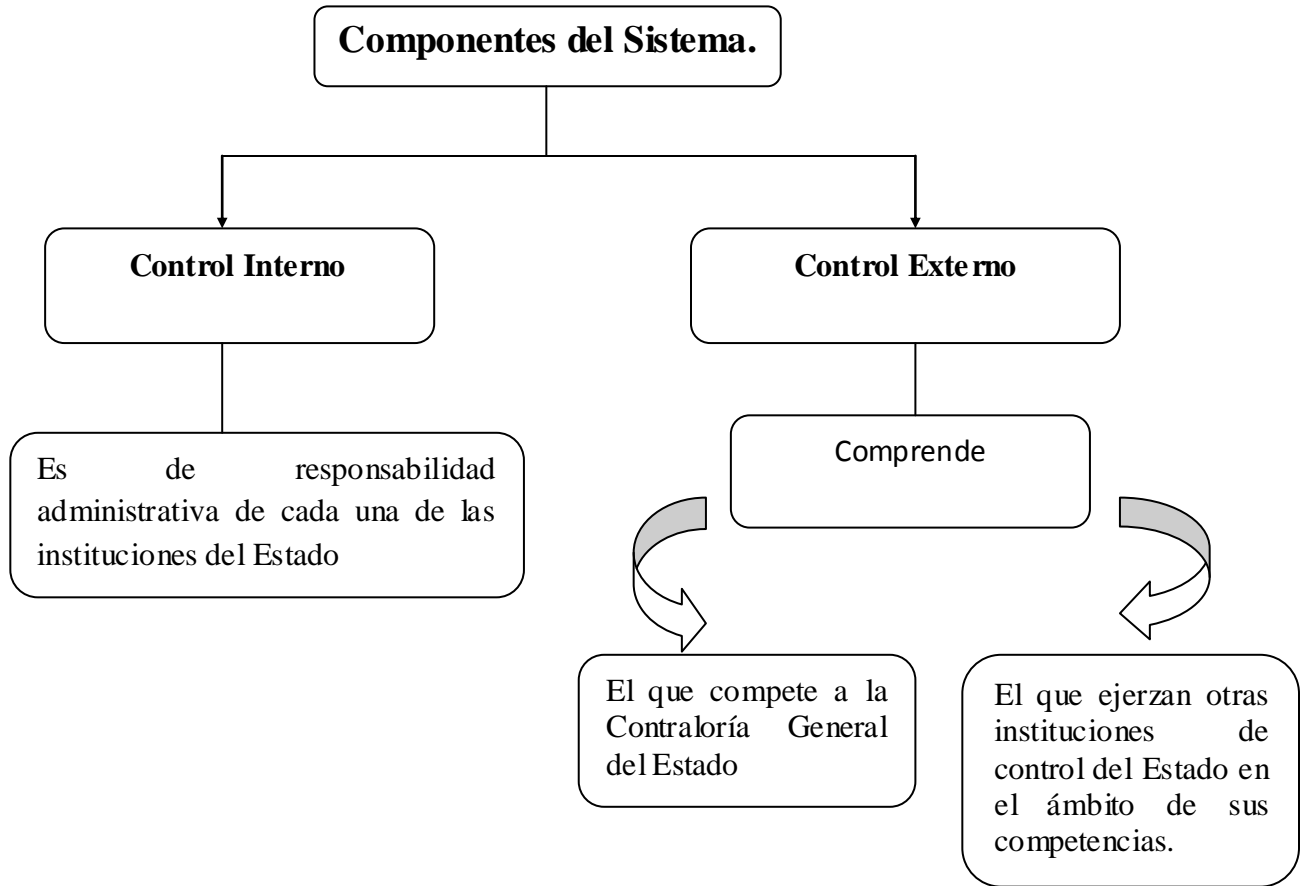 Componentes del Sistema.
Control Interno
Control Externo
Comprende
Es de responsabilidad
administrativa de cada una de las
instituciones del Estado
El que compete a la
Contraloría General
del Estado
El que ejerzan otras
instituciones de
control del Estado en
el ámbito de sus
competencias.